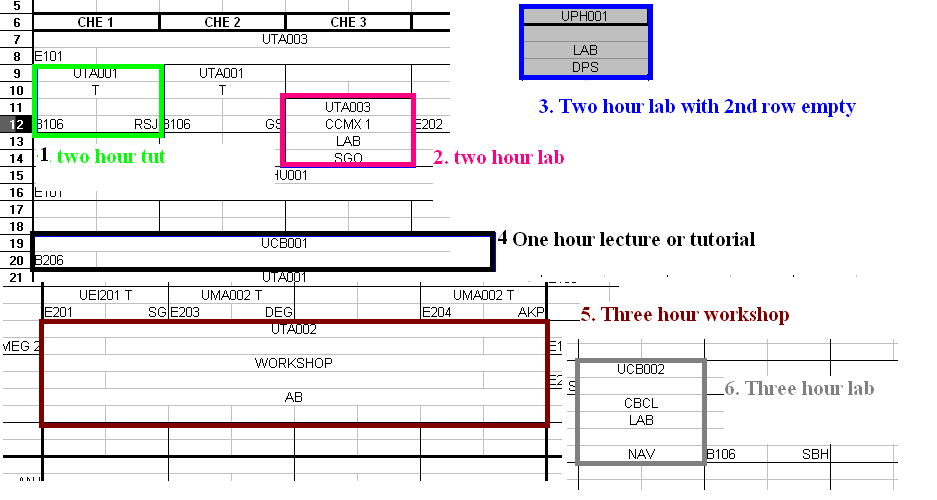 5
6 CHE 1 CHE 2 CHE 3
7 UTA003
8 E101
9 UTA001 UTA001
10 T T
11 UTA003
12 B106 RSJ B106 GS CCMX 1 E202
13 LAB
14 SGO
1. two hour tut
2. two hour lab
15 HU001
16 E101
17
18
19 UCB001
20 B206
21 UTA001
4 One hour lecture or tutorial
UPH001
LAB
DPS
3. Two hour lab with 2nd row empty
UEI201 T UMA002 T UMA002 T
E201 SG E203 DEG E204 AKP
5. Three hour workshop
UTA002
MEG 2 E1
WORKSHOP
E2
AB
UCB002
S
CBCL
LAB
NAV B106 SBH
6. Three hour lab